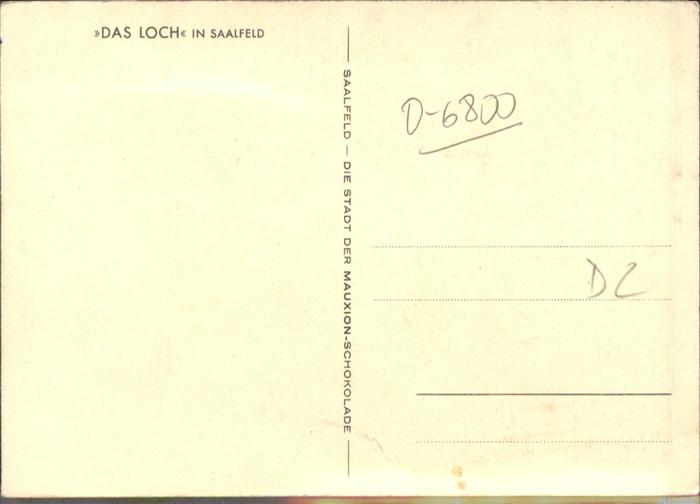 »DAS LOCH« IN SAALFELD
SAALFELD — DIE STADT DER MAUXION-SCHOKOLADE
D-6800
DZ